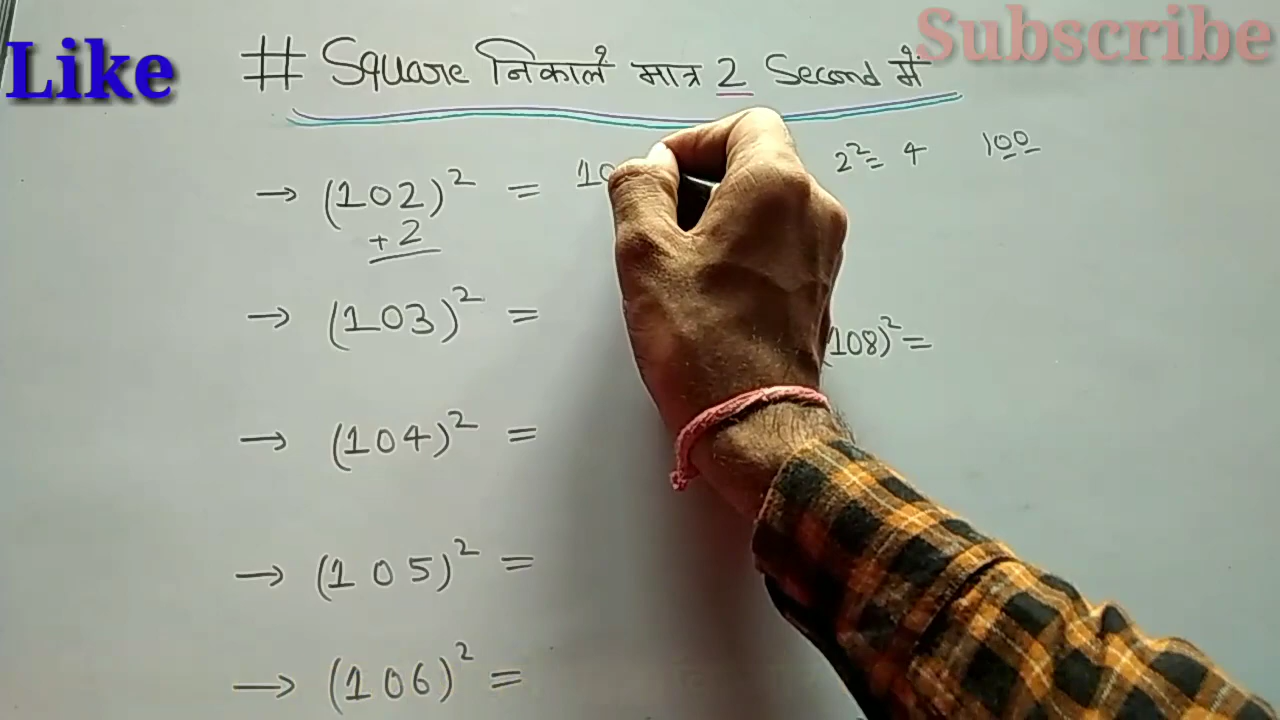 Like
Subscribe
# Square निकालें मात्र 2 Second में
→ (102)² = 10
+2
2² = 4
100
→ (103)² =
(108)² =
→ (104)² =
→ (105)² =
→ (106)² =